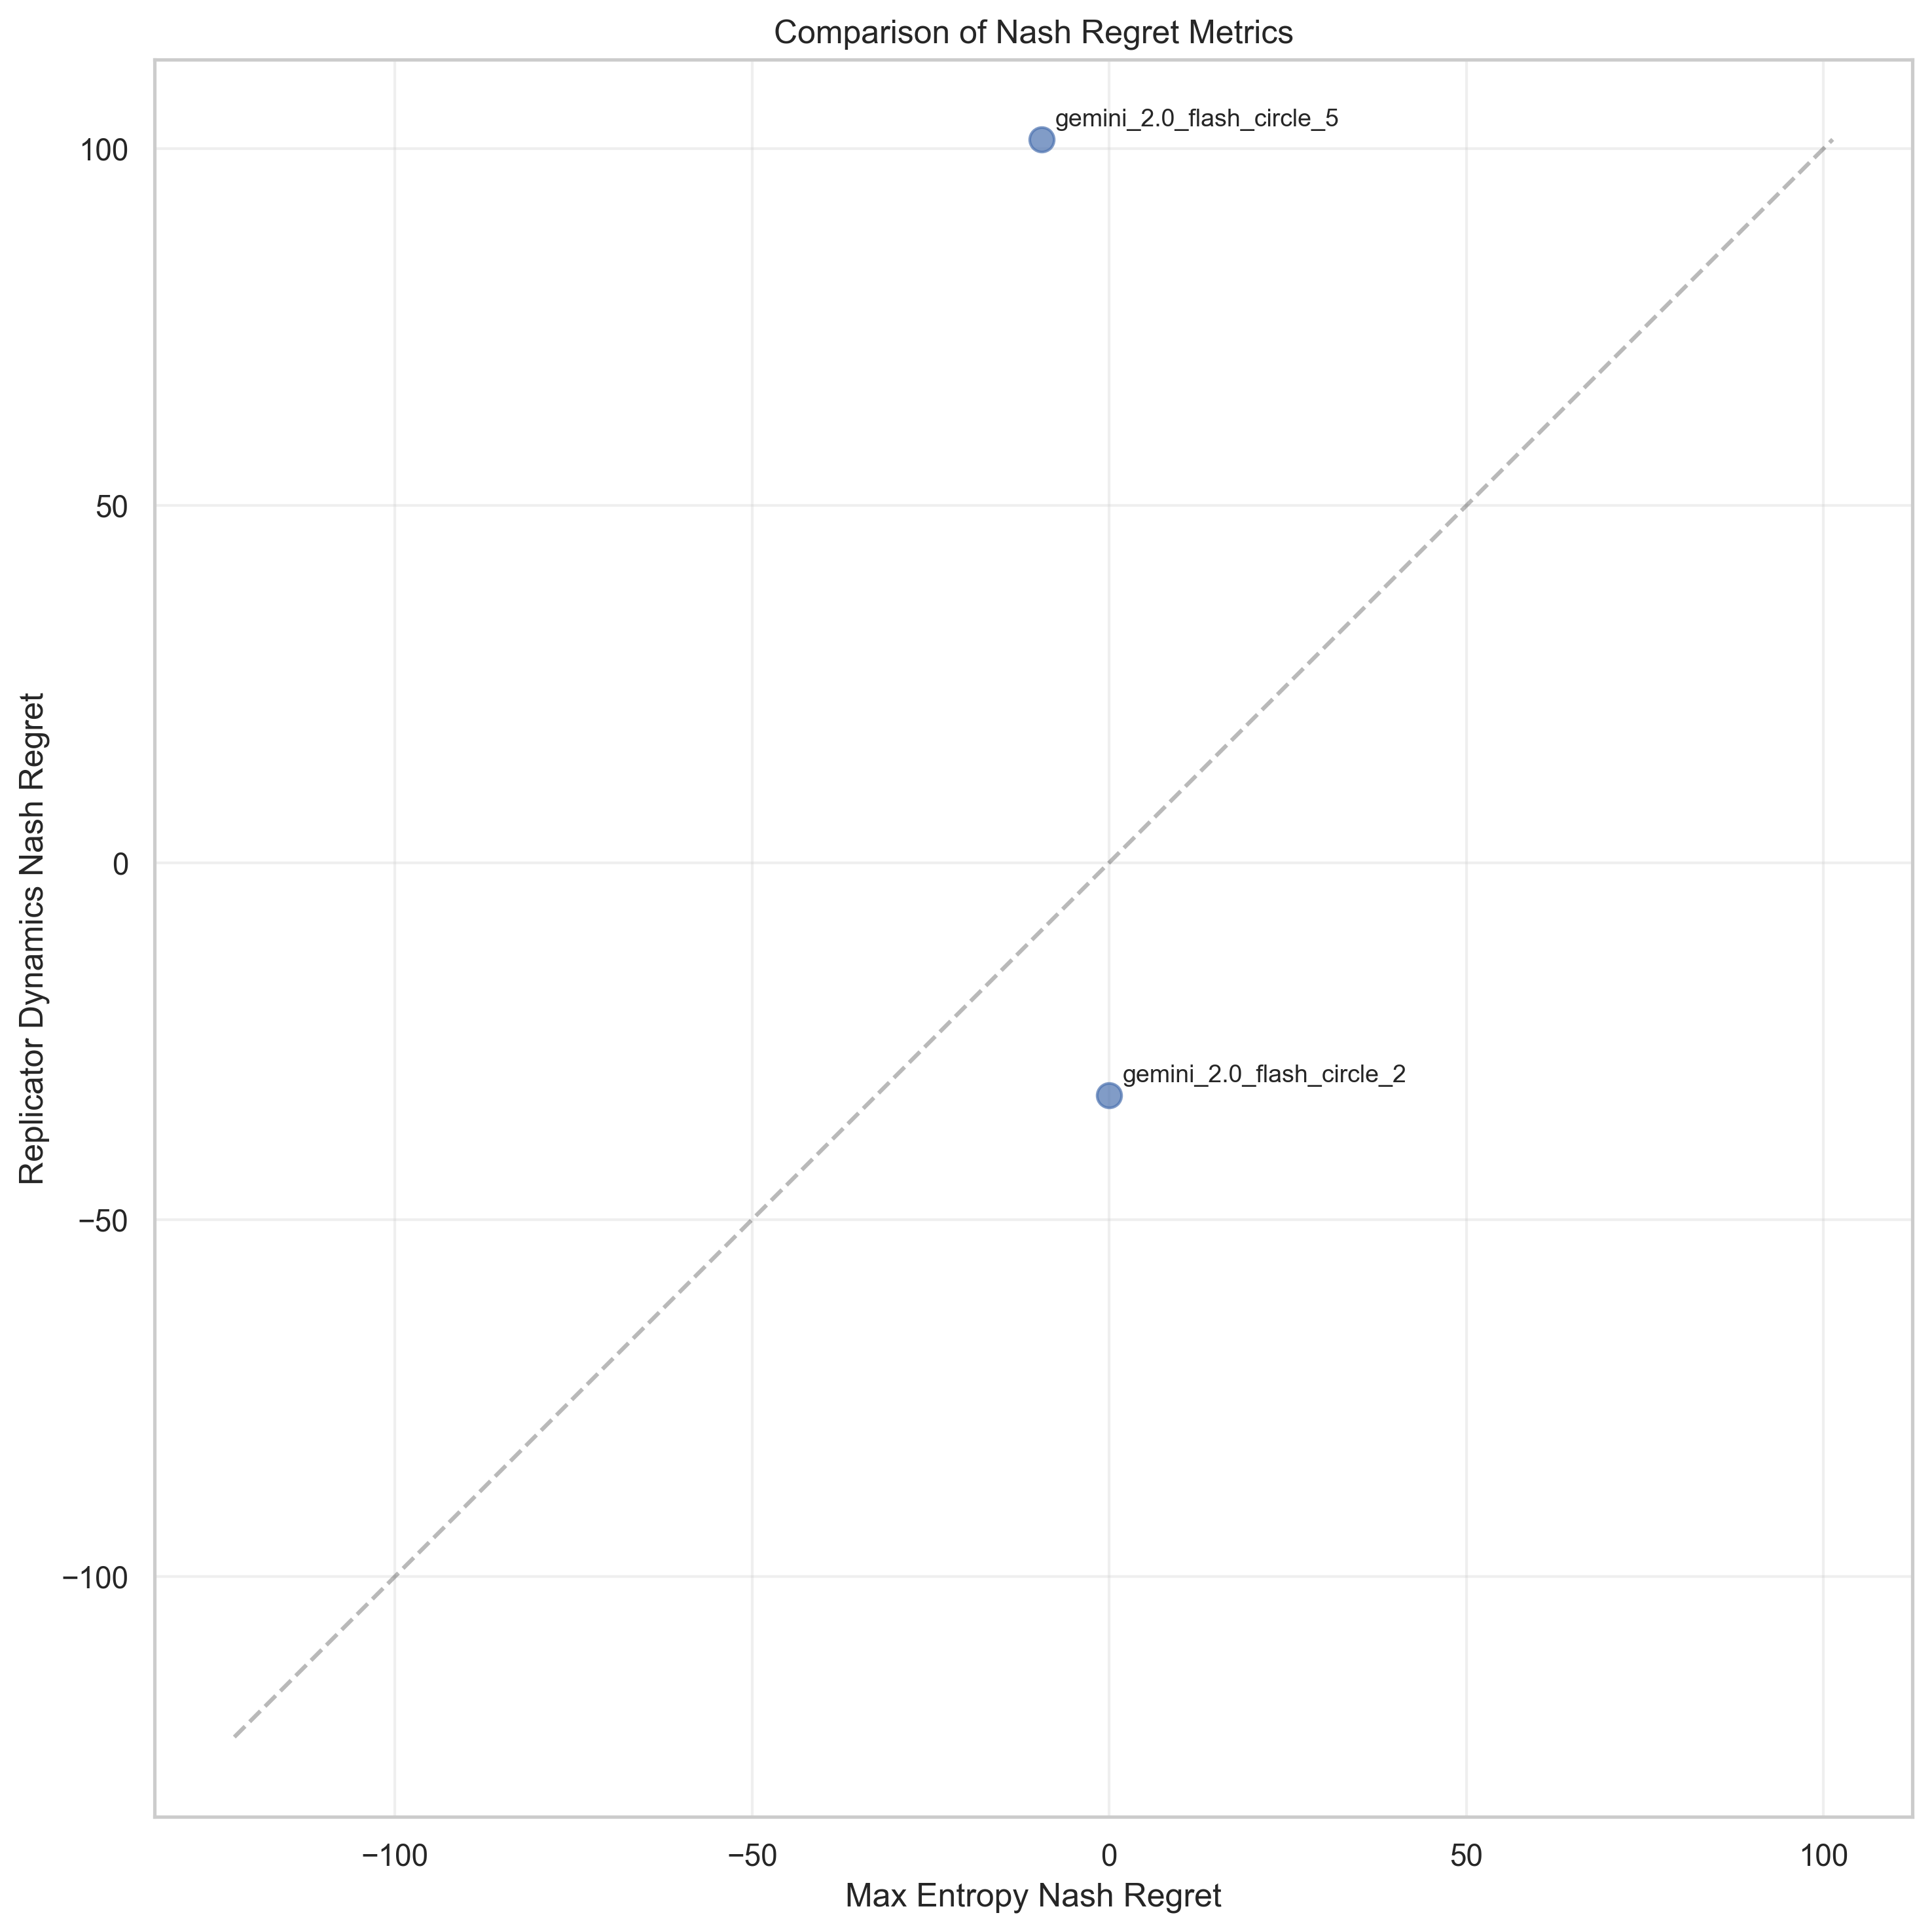 Comparison of Nash Regret Metrics
gemini_2.0_flash_circle_5
100
50
Replicator Dynamics Nash Regret
0
gemini_2.0_flash_circle_2
−50
−100
−100
−50
0
50
100
Max Entropy Nash Regret